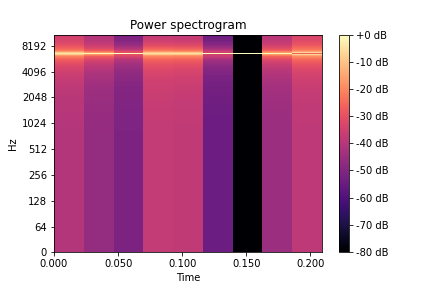 Power spectrogram
8192
4096
2048
1024
512
256
128
64
0
Hz
0.000 0.050 0.100 0.150 0.200
Time
+0 dB
-10 dB
-20 dB
-30 dB
-40 dB
-50 dB
-60 dB
-70 dB
-80 dB